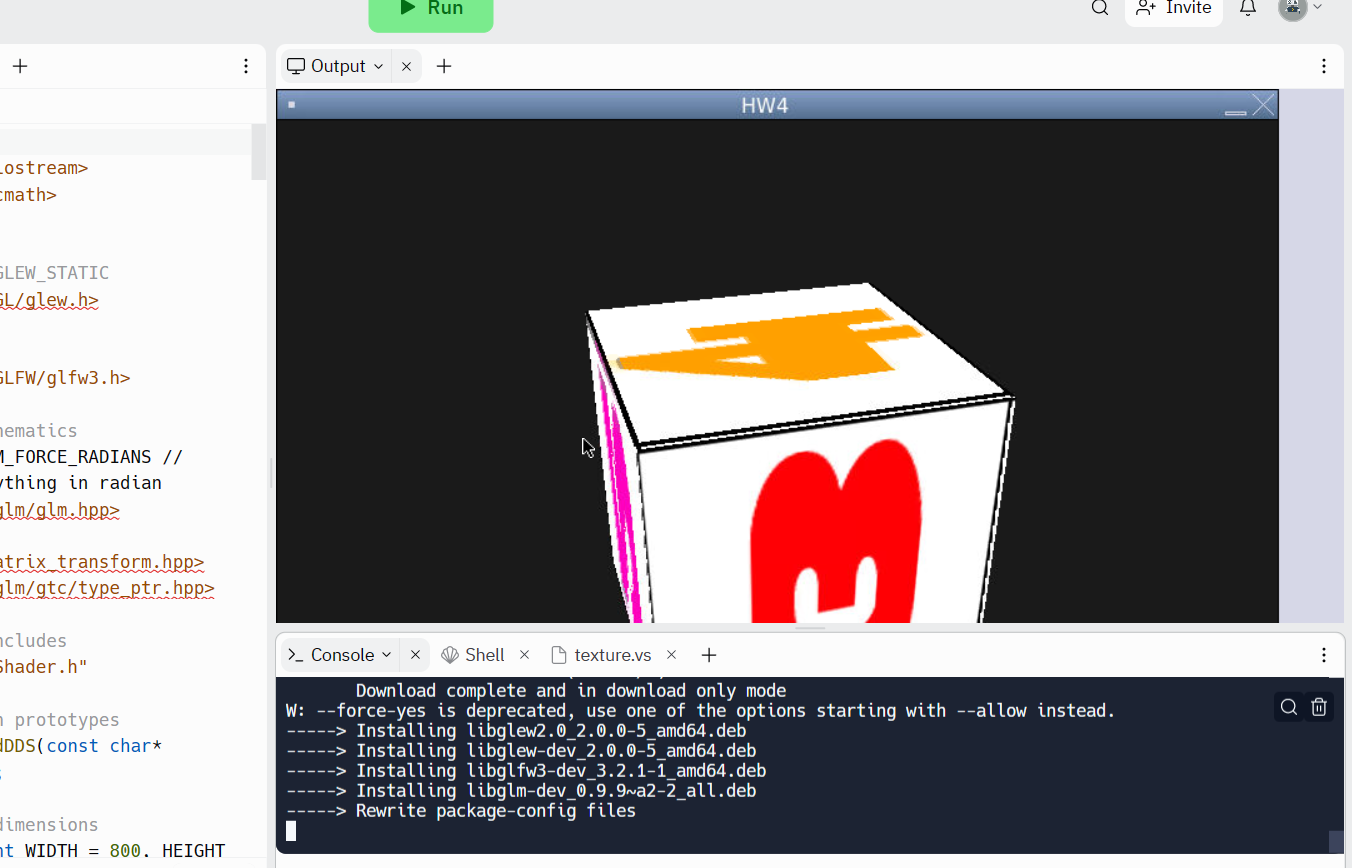 Run
Invite
Output
HW4
iostream>
cmath>
GLEW_STATIC
GL/glew.h>
GLFW/glfw3.h>
hematics
M_FORCE_RADIANS //
ything in radian
glm/glm.hpp>
atrix_transform.hpp>
glm/gtc/type_ptr.hpp>
ncludes
Shader.h"
n prototypes
dDDS(const char*
dimensions
nt WIDTH = 800. HEIGHT
4
Console
Shell
texture.vs
Download complete and in download only mode
W: --force-yes is deprecated, use one of the options starting with --allow instead.
-----> Installing libglew2.0_2.0.0-5_amd64.deb
-----> Installing libglew-dev_2.0.0-5_amd64.deb
-----> Installing libglfw3-dev_3.2.1-1_amd64.deb
-----> Installing libglm-dev_0.9.9~a2-2_all.deb
-----> Rewrite package-config files